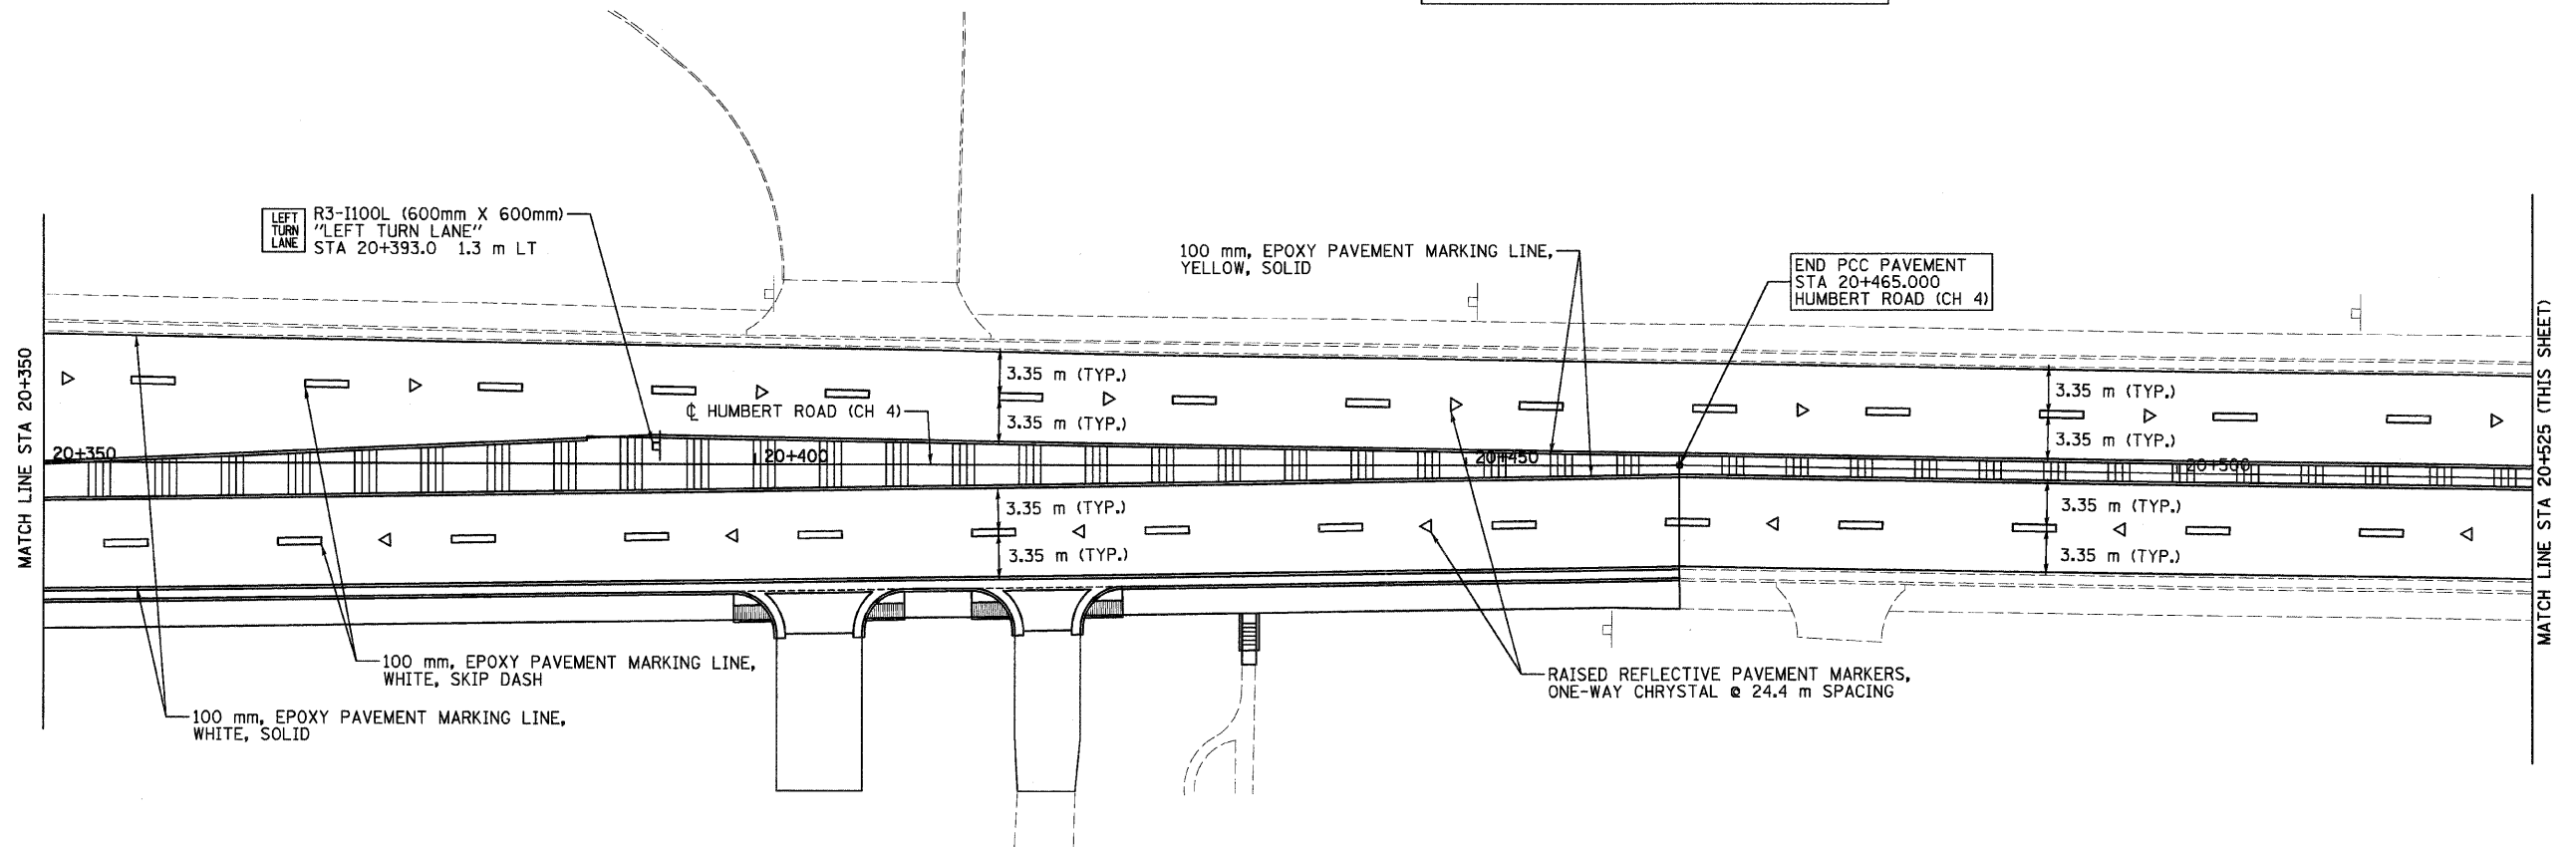 LEFT
TURN
LANE
R3-I100L (600mm X 600mm)
"LEFT TURN LANE"
STA 20+393.0 1.3 m LT
100 mm, EPOXY PAVEMENT MARKING LINE,
YELLOW, SOLID
END PCC PAVEMENT
STA 20+465.000
HUMBERT ROAD (CH 4)
MATCH LINE STA 20+350
MATCH LINE STA 20+525 (THIS SHEET)
3.35 m (TYP.)
3.35 m (TYP.)
℄ HUMBERT ROAD (CH 4)
3.35 m (TYP.)
3.35 m (TYP.)
20+350
20+400
20+450
20+500
3.35 m (TYP.)
3.35 m (TYP.)
3.35 m (TYP.)
3.35 m (TYP.)
100 mm, EPOXY PAVEMENT MARKING LINE,
WHITE, SKIP DASH
RAISED REFLECTIVE PAVEMENT MARKERS,
ONE-WAY CHRYSTAL @ 24.4 m SPACING
100 mm, EPOXY PAVEMENT MARKING LINE,
WHITE, SOLID